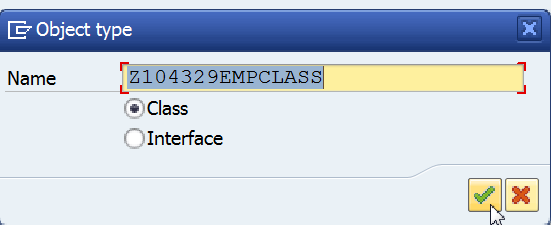 Object type
Name Z104329EMPCLASS
Class
Interface